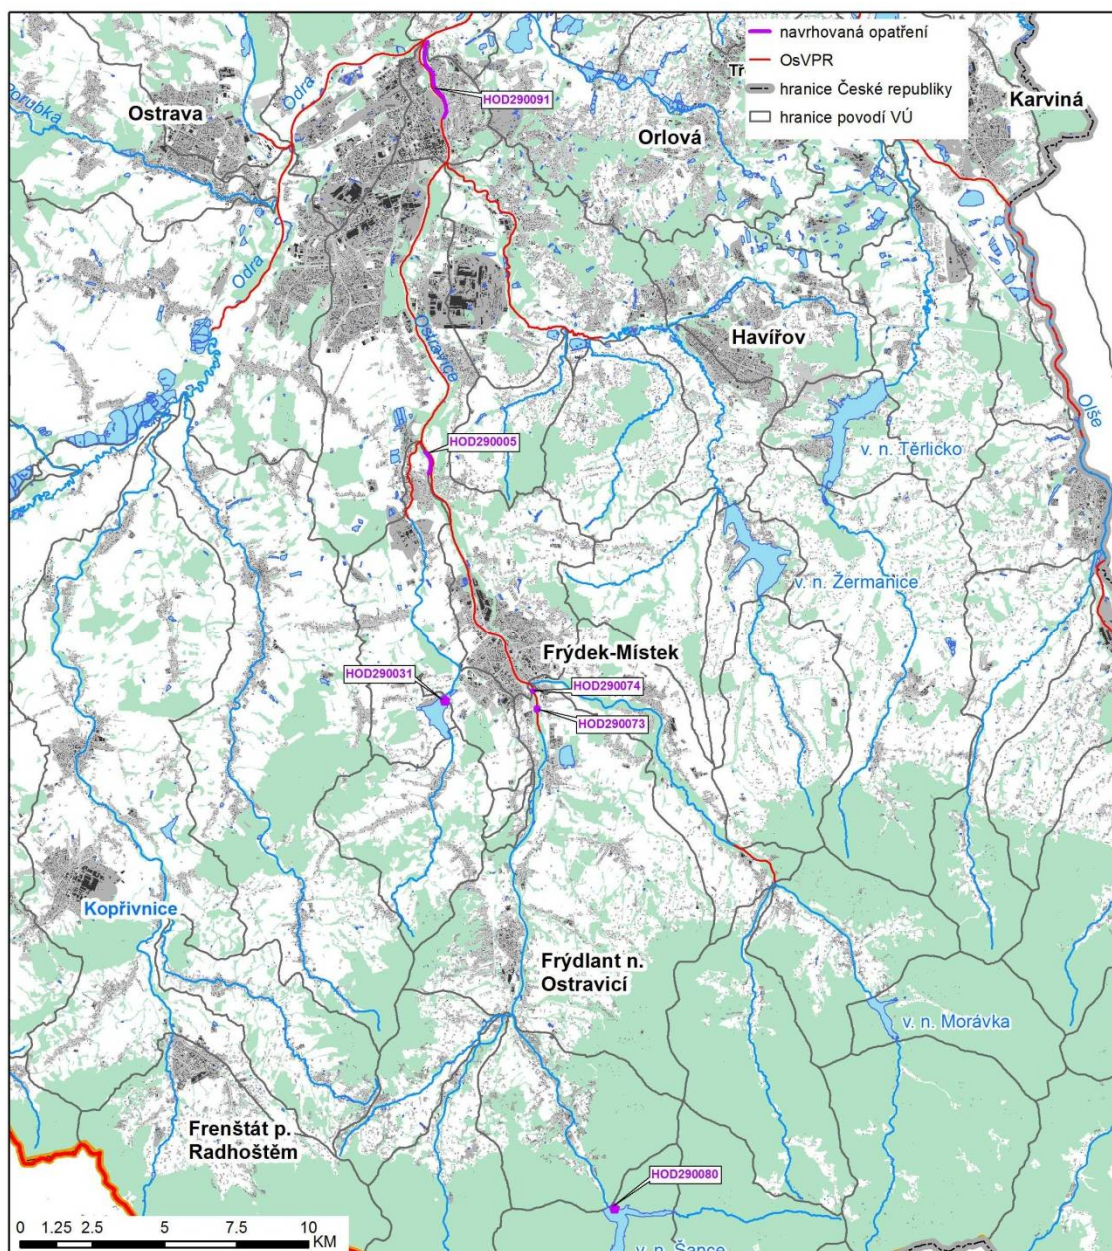 navrhovaná opatření
OsVPR
hranice České republiky
hranice povodí VÚ
Karviná
Ostrava
Odra
HOD290091
Orlová
Odra
Ostravice
Havířov
Olše
HOD290005
v. n. Těrlicko
v. n. Žermanice
Frýdek-Místek
HOD290031
HOD290074
HOD290073
Kopřivnice
Frýdlant n.
Ostravicí
v. n. Morávka
Frenštát p.
Radhoštěm
HOD290080
v. n. Šance
0 1.25 2.5 5 7.5 10
KM